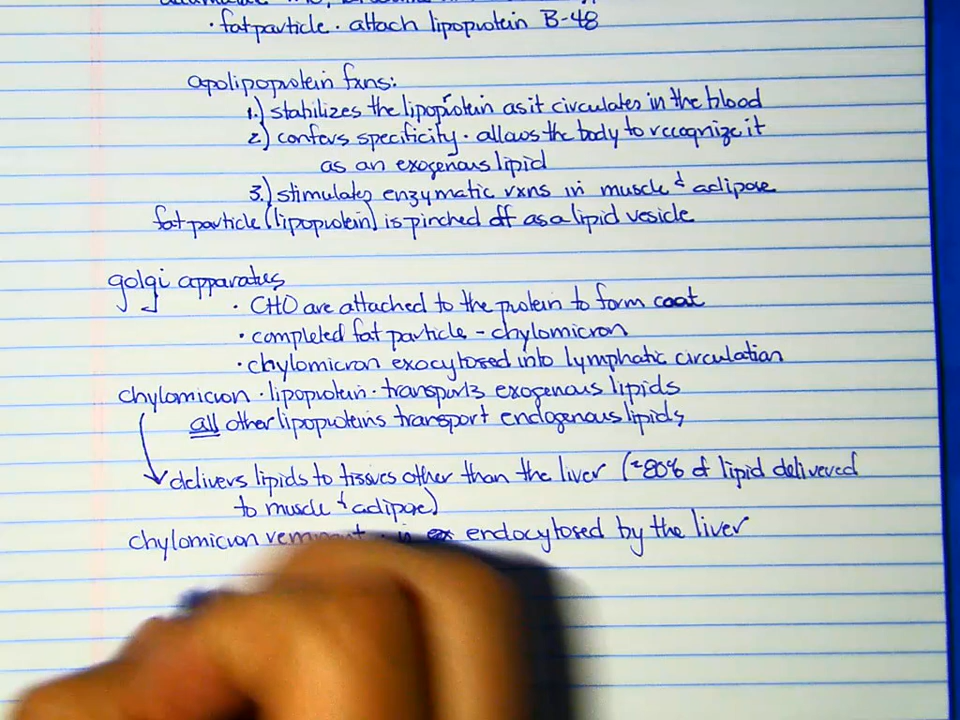 · fat particle · attach lipoprotein B-48
apolipoprotein fxns:
1.) stabilizes the lipoprotein as it circulates in the blood
2.) confers specificity · allows the body to recognize it
as an exogenous lipid
3.) stimulates enzymatic rxns in muscle & adipose
fat particle (lipoprotein) is pinched off as a lipid vesicle
golgi apparatus
· CHO are attached to the protein to form coat
· completed fat particle - chylomicron
· chylomicron exocytosed into lymphatic circulation
chylomicron · lipoprotein · transports exogenous lipids
all other lipoproteins transport endogenous lipids
delivers lipids to tissues other than the liver (≈80% of lipid delivered
to muscle & adipose)
chylomicron remnant · is endocytosed by the liver